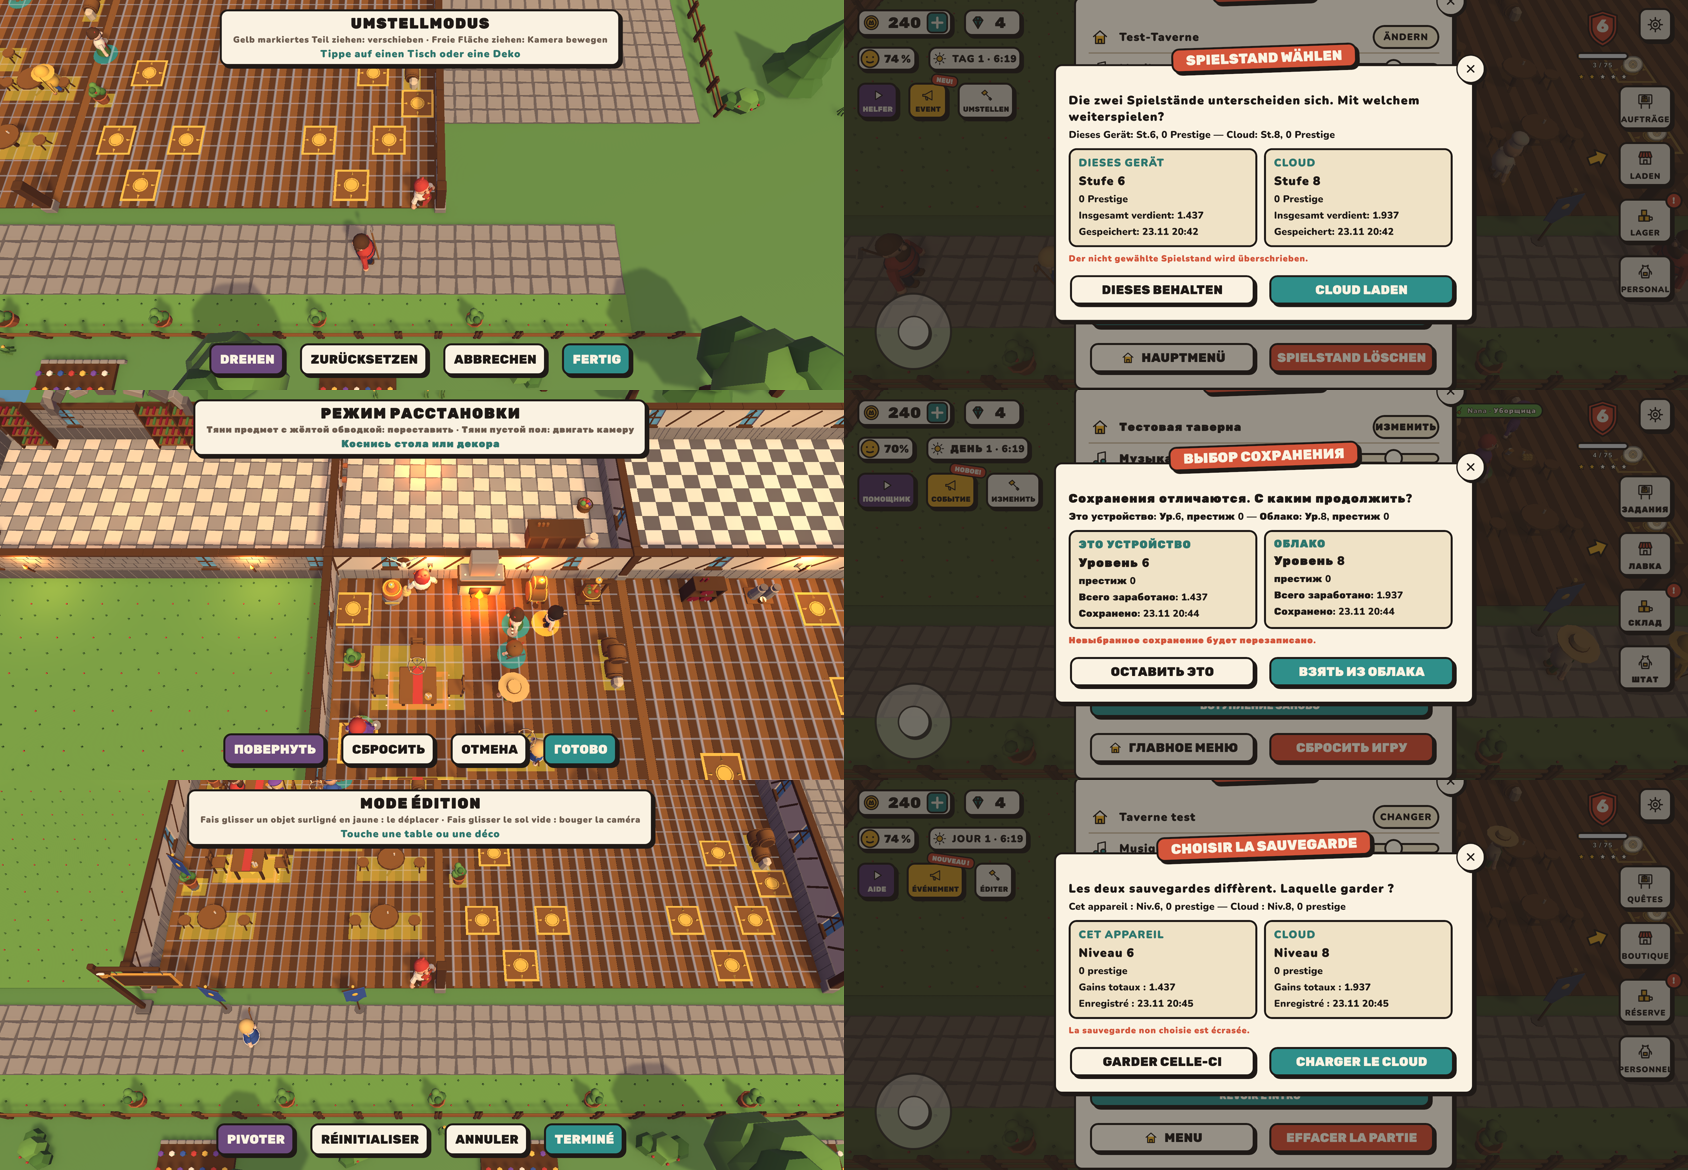 UMSTELLMODUS
Gelb markiertes Teil ziehen: verschieben · Freie Fläche ziehen: Kamera bewegen
Tippe auf einen Tisch oder eine Deko
DREHEN
ZURÜCKSETZEN
ABBRECHEN
FERTIG
240
4
74 %
TAG 1 · 6:19
NEU!
HELFER
EVENT
UMSTELLEN
Test-Taverne
ÄNDERN
SPIELSTAND WÄHLEN
Die zwei Spielstände unterscheiden sich. Mit welchem
weiterspielen?
Dieses Gerät: St.6, 0 Prestige — Cloud: St.8, 0 Prestige
DIESES GERÄT
Stufe 6
0 Prestige
Insgesamt verdient: 1.437
Gespeichert: 23.11 20:42
CLOUD
Stufe 8
0 Prestige
Insgesamt verdient: 1.937
Gespeichert: 23.11 20:42
Der nicht gewählte Spielstand wird überschrieben.
DIESES BEHALTEN
CLOUD LADEN
HAUPTMENÜ
SPIELSTAND LÖSCHEN
6
3 / 75
AUFTRÄGE
LADEN
LAGER
PERSONAL
РЕЖИМ РАССТАНОВКИ
Тяни предмет с жёлтой обводкой: переставить · Тяни пустой пол: двигать камеру
Коснись стола или декора
ПОВЕРНУТЬ
СБРОСИТЬ
ОТМЕНА
ГОТОВО
240
4
70%
ДЕНЬ 1 · 6:19
НОВОЕ!
ПОМОЩНИК
СОБЫТИЕ
ИЗМЕНИТЬ
Тестовая таверна
ИЗМЕНИТЬ
Музыка
ВЫБОР СОХРАНЕНИЯ
Сохранения отличаются. С каким продолжить?
Это устройство: Ур.6, престиж 0 — Облако: Ур.8, престиж 0
ЭТО УСТРОЙСТВО
Уровень 6
престиж 0
Всего заработано: 1.437
Сохранено: 23.11 20:44
ОБЛАКО
Уровень 8
престиж 0
Всего заработано: 1.937
Сохранено: 23.11 20:44
Невыбранное сохранение будет перезаписано.
ОСТАВИТЬ ЭТО
ВЗЯТЬ ИЗ ОБЛАКА
ГЛАВНОЕ МЕНЮ
СБРОСИТЬ ИГРУ
Nana Уборщица
6
4 / 75
ЗАДАНИЯ
ЛАВКА
СКЛАД
ШТАТ
MODE ÉDITION
Fais glisser un objet surligné en jaune : le déplacer · Fais glisser le sol vide : bouger la caméra
Touche une table ou une déco
PIVOTER
RÉINITIALISER
ANNULER
TERMINÉ
240
4
74 %
JOUR 1 · 6:19
NOUVEAU !
AIDE
ÉVÉNEMENT
ÉDITER
Taverne test
CHANGER
CHOISIR LA SAUVEGARDE
Les deux sauvegardes diffèrent. Laquelle garder ?
Cet appareil : Niv.6, 0 prestige — Cloud : Niv.8, 0 prestige
CET APPAREIL
Niveau 6
0 prestige
Gains totaux : 1.437
Enregistré : 23.11 20:45
CLOUD
Niveau 8
0 prestige
Gains totaux : 1.937
Enregistré : 23.11 20:45
La sauvegarde non choisie est écrasée.
GARDER CELLE-CI
CHARGER LE CLOUD
MENU
EFFACER LA PARTIE
6
3 / 75
QUÊTES
BOUTIQUE
RÉSERVE
PERSONNEL